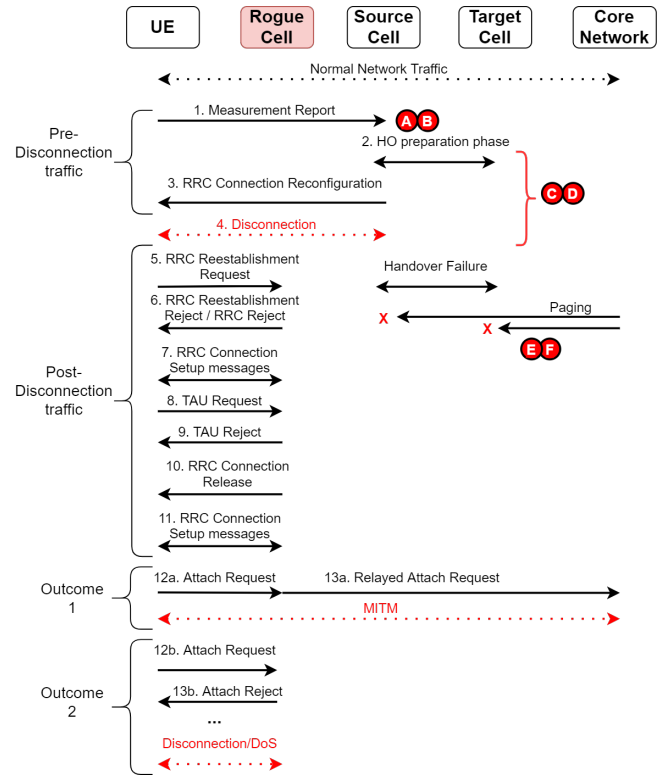 UE
Rogue
Cell
Source
Cell
Target
Cell
Core
Network
Normal Network Traffic
Pre-
Disconnection
traffic
1. Measurement Report
A B
2. HO preparation phase
3. RRC Connection Reconfiguration
C D
4. Disconnection
Post-
Disconnection
traffic
5. RRC Reestablishment
Request
Handover Failure
6. RRC Reestablishment
Reject / RRC Reject
Paging
X
X
E F
7. RRC Connection
Setup messages
8. TAU Request
9. TAU Reject
10. RRC Connection
Release
11. RRC Connection
Setup messages
Outcome
1
12a. Attach Request
13a. Relayed Attach Request
MITM
Outcome
2
12b. Attach Request
13b. Attach Reject
...
Disconnection/DoS